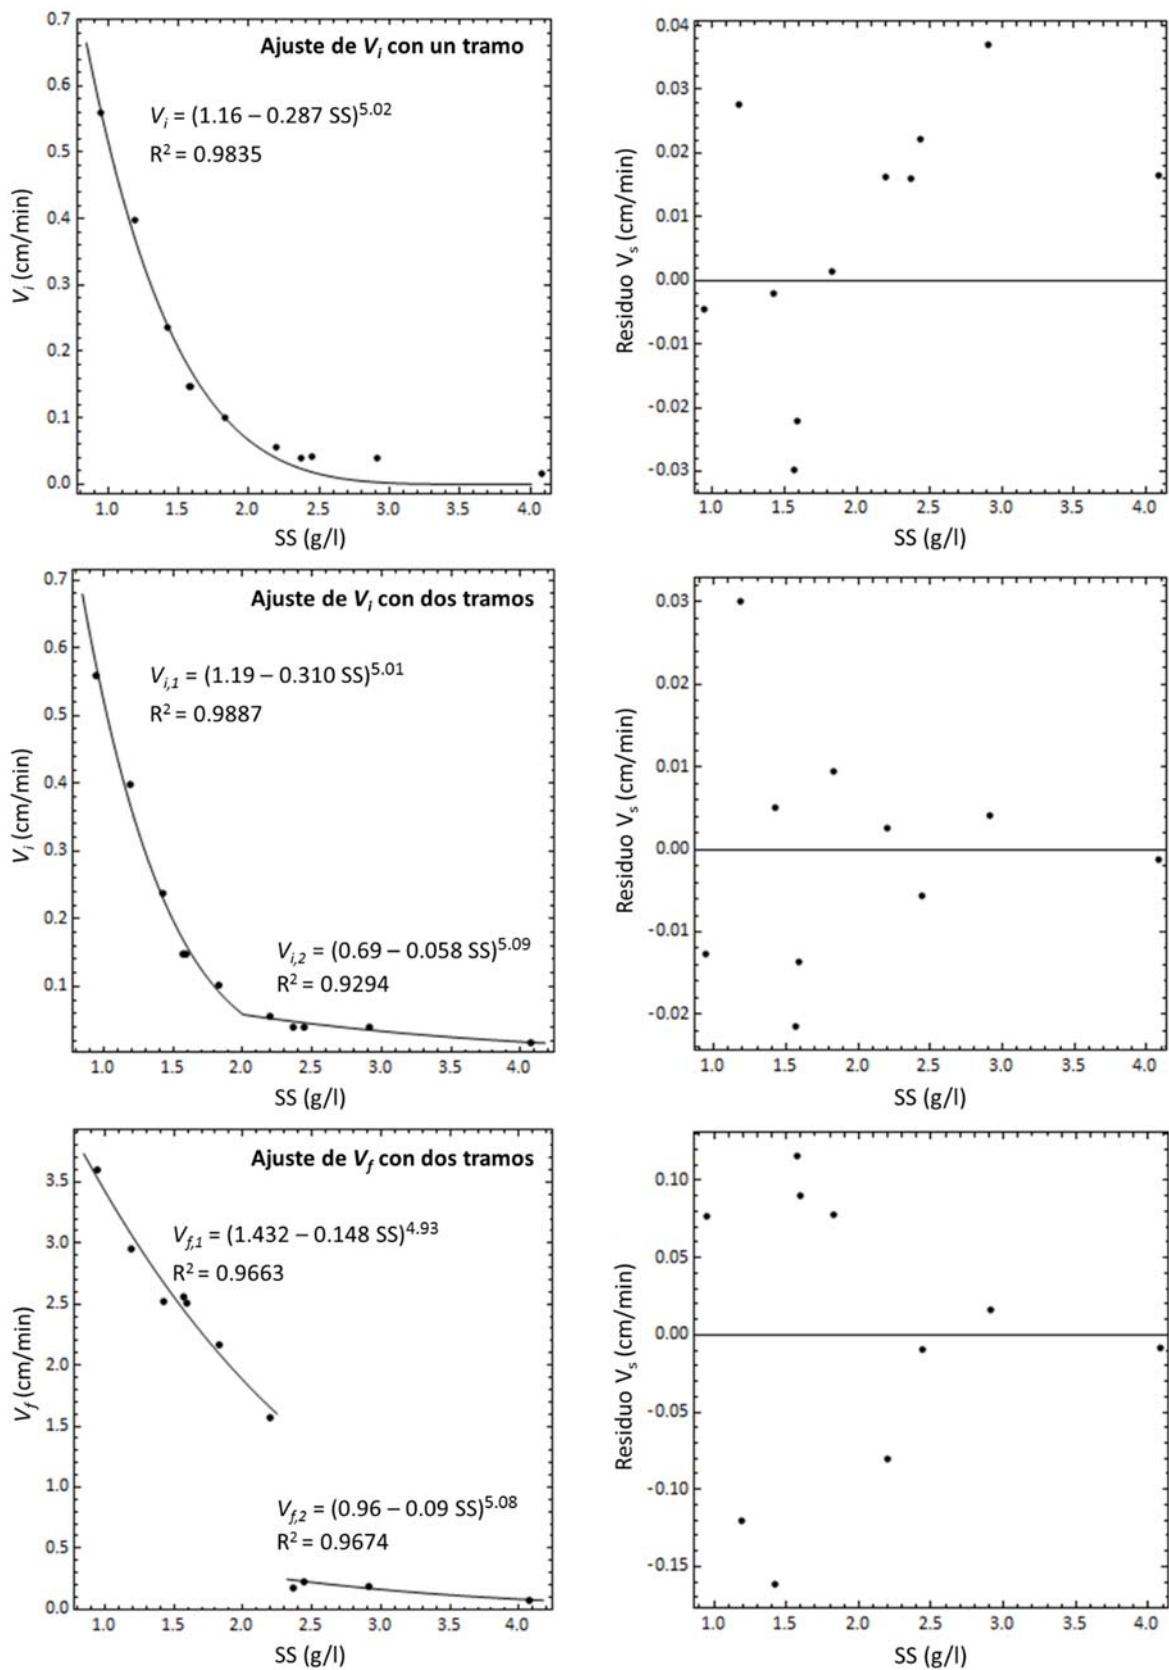 Ajuste de Vi con un tramo
Vi = (1.16 – 0.287 SS)5.02
R2 = 0.9835
Vi (cm/min)
0.7
0.6
0.5
0.4
0.3
0.2
0.1
0.0
1.0 1.5 2.0 2.5 3.0 3.5 4.0
SS (g/l)
Residuo Vs (cm/min)
0.04
0.03
0.02
0.01
0.00
-0.01
-0.02
-0.03
1.0 1.5 2.0 2.5 3.0 3.5 4.0
SS (g/l)
Ajuste de Vi con dos tramos
Vi,1 = (1.19 – 0.310 SS)5.01
R2 = 0.9887
Vi,2 = (0.69 – 0.058 SS)5.09
R2 = 0.9294
Vi (cm/min)
0.7
0.6
0.5
0.4
0.3
0.2
0.1
1.0 1.5 2.0 2.5 3.0 3.5 4.0
SS (g/l)
Residuo Vs (cm/min)
0.03
0.02
0.01
0.00
-0.01
-0.02
1.0 1.5 2.0 2.5 3.0 3.5 4.0
SS (g/l)
Ajuste de Vf con dos tramos
Vf,1 = (1.432 – 0.148 SS)4.93
R2 = 0.9663
Vf,2 = (0.96 – 0.09 SS)5.08
R2 = 0.9674
Vf (cm/min)
3.5
3.0
2.5
2.0
1.5
1.0
0.5
0.0
1.0 1.5 2.0 2.5 3.0 3.5 4.0
SS (g/l)
Residuo Vs (cm/min)
0.10
0.05
0.00
-0.05
-0.10
-0.15
1.0 1.5 2.0 2.5 3.0 3.5 4.0
SS (g/l)